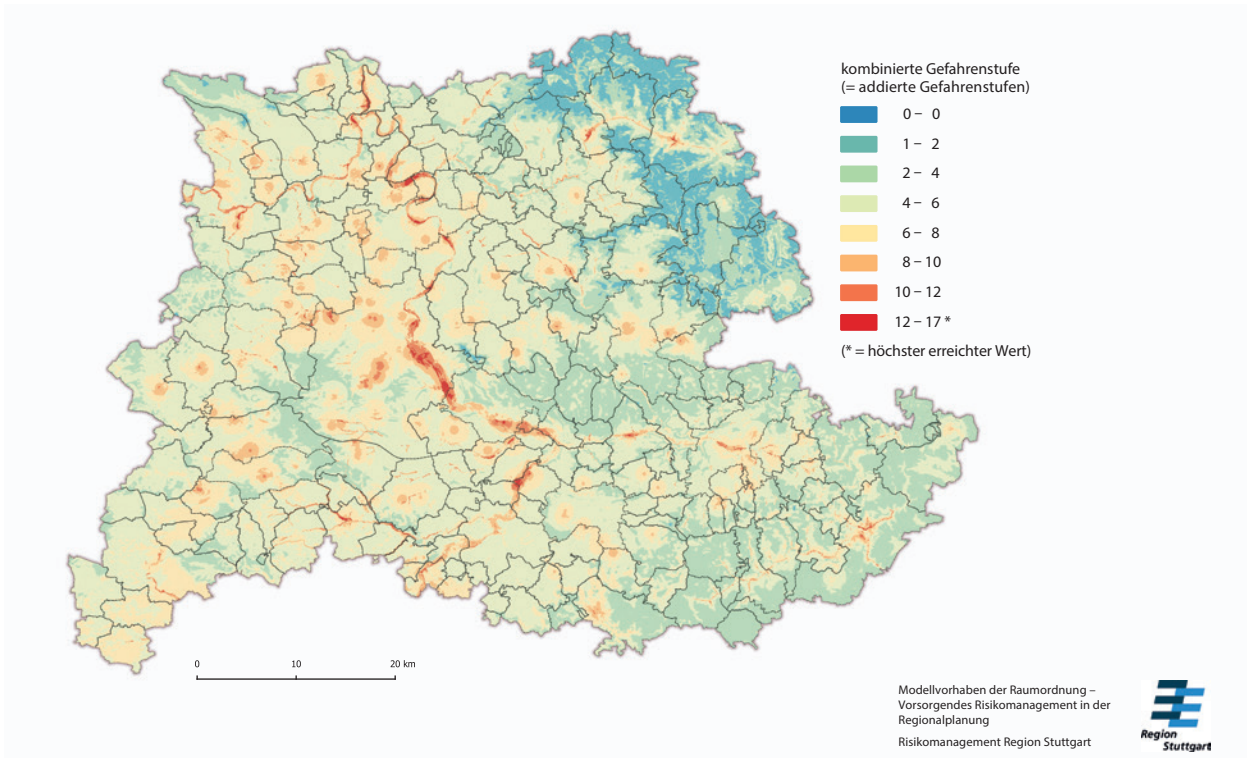 kombinierte Gefahrenstufe
(= addierte Gefahrenstufen)
0 – 0
1 – 2
2 – 4
4 – 6
6 – 8
8 – 10
10 – 12
12 – 17 *
(* = höchster erreichter Wert)
0 10 20 km
Modellvorhaben der Raumordnung –
Vorsorgendes Risikomanagement in der
Regionalplanung
Risikomanagement Region Stuttgart
Region
Stuttgart